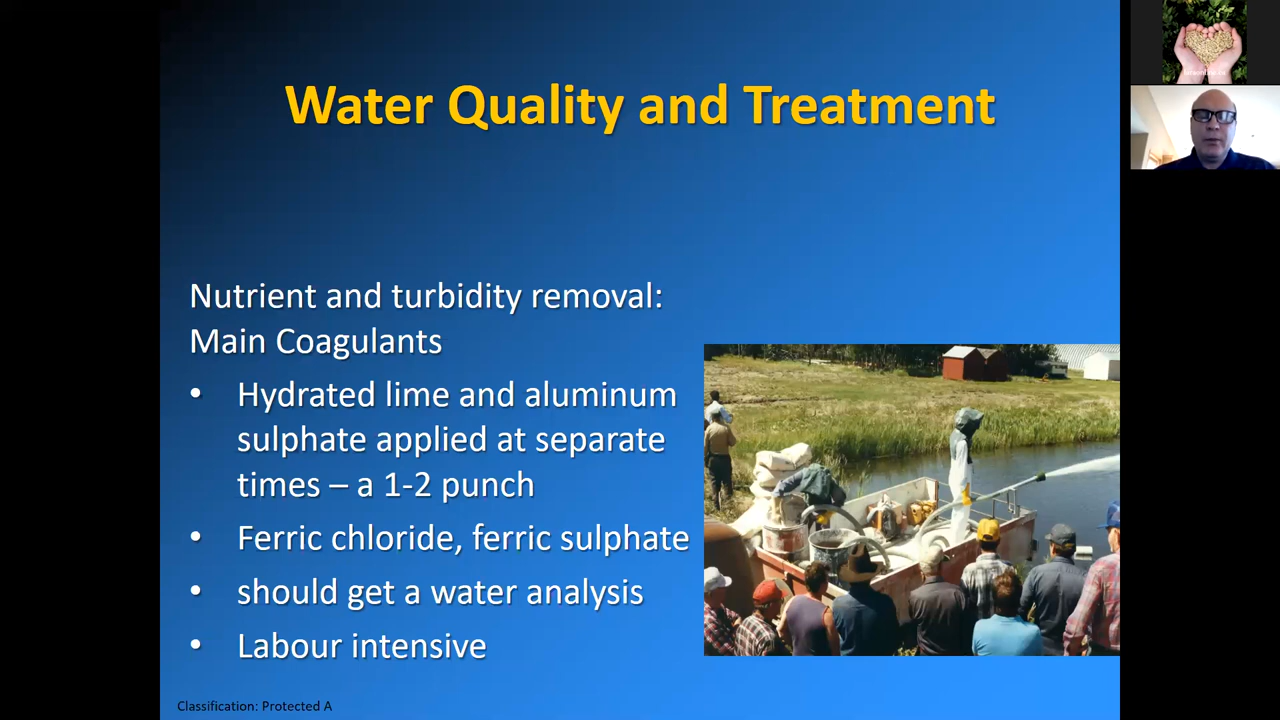 Water Quality and Treatment
Nutrient and turbidity removal:
Main Coagulants
• Hydrated lime and aluminum
sulphate applied at separate
times – a 1-2 punch
• Ferric chloride, ferric sulphate
• should get a water analysis
• Labour intensive
Classification: Protected A